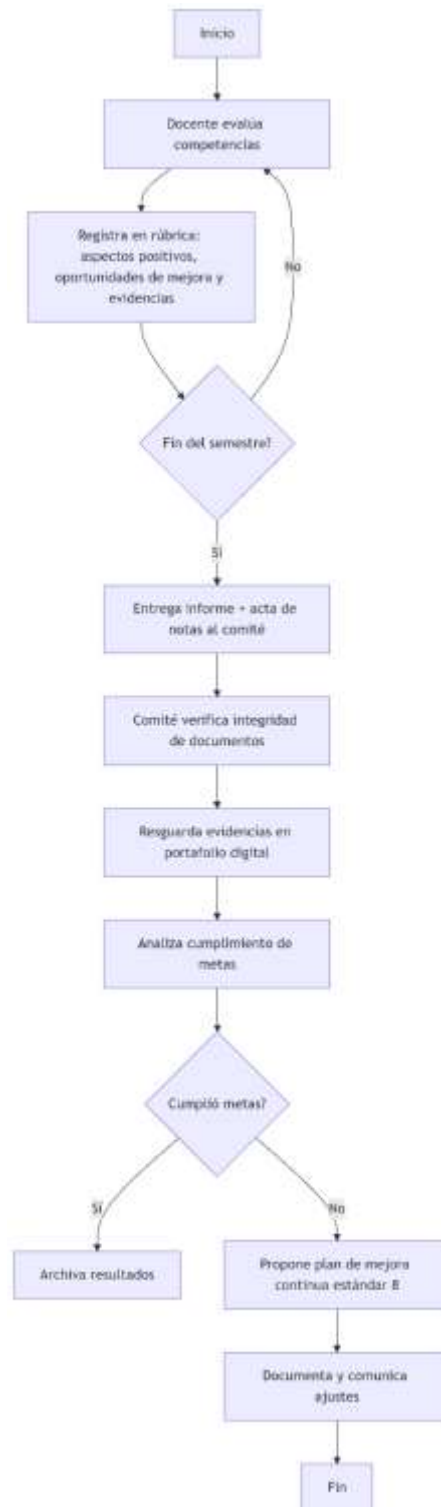 Inicio
Docente evalúa
competencias
Registra en rúbrica:
aspectos positivos,
oportunidades de mejora y
evidencias
No
Fin del semestre?
Sí
Entrega informe + acta de
notas al comité
Comité verifica integridad
de documentos
Resguarda evidencias en
portafolio digital
Analiza cumplimiento de
metas
Cumplió metas?
Sí
No
Archiva resultados
Propone plan de mejora
continua estándar 8
Documenta y comunica
ajustes
Fin